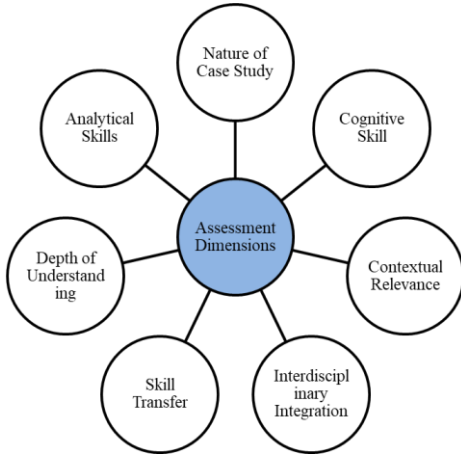 Nature of
Case Study
Cognitive
Skill
Contextual
Relevance
Interdiscipl
inary
Integration
Skill
Transfer
Depth of
Understand
ing
Analytical
Skills
Assessment
Dimensions